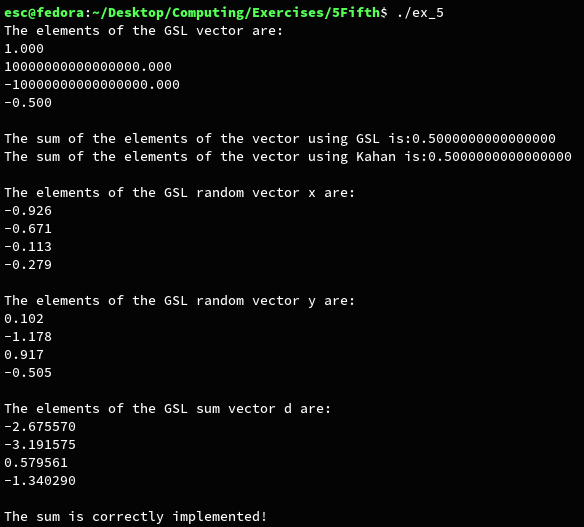 esc@fedora:~/Desktop/Computing/Exercises/5Fifth$ ./ex_5
The elements of the GSL vector are:
1.000
10000000000000000.000
-10000000000000000.000
-0.500
The sum of the elements of the vector using GSL is:0.5000000000000000
The sum of the elements of the vector using Kahan is:0.5000000000000000
The elements of the GSL random vector x are:
-0.926
-0.671
-0.113
-0.279
The elements of the GSL random vector y are:
0.102
-1.178
0.917
-0.505
The elements of the GSL sum vector d are:
-2.675570
-3.191575
0.579561
-1.340290
The sum is correctly implemented!